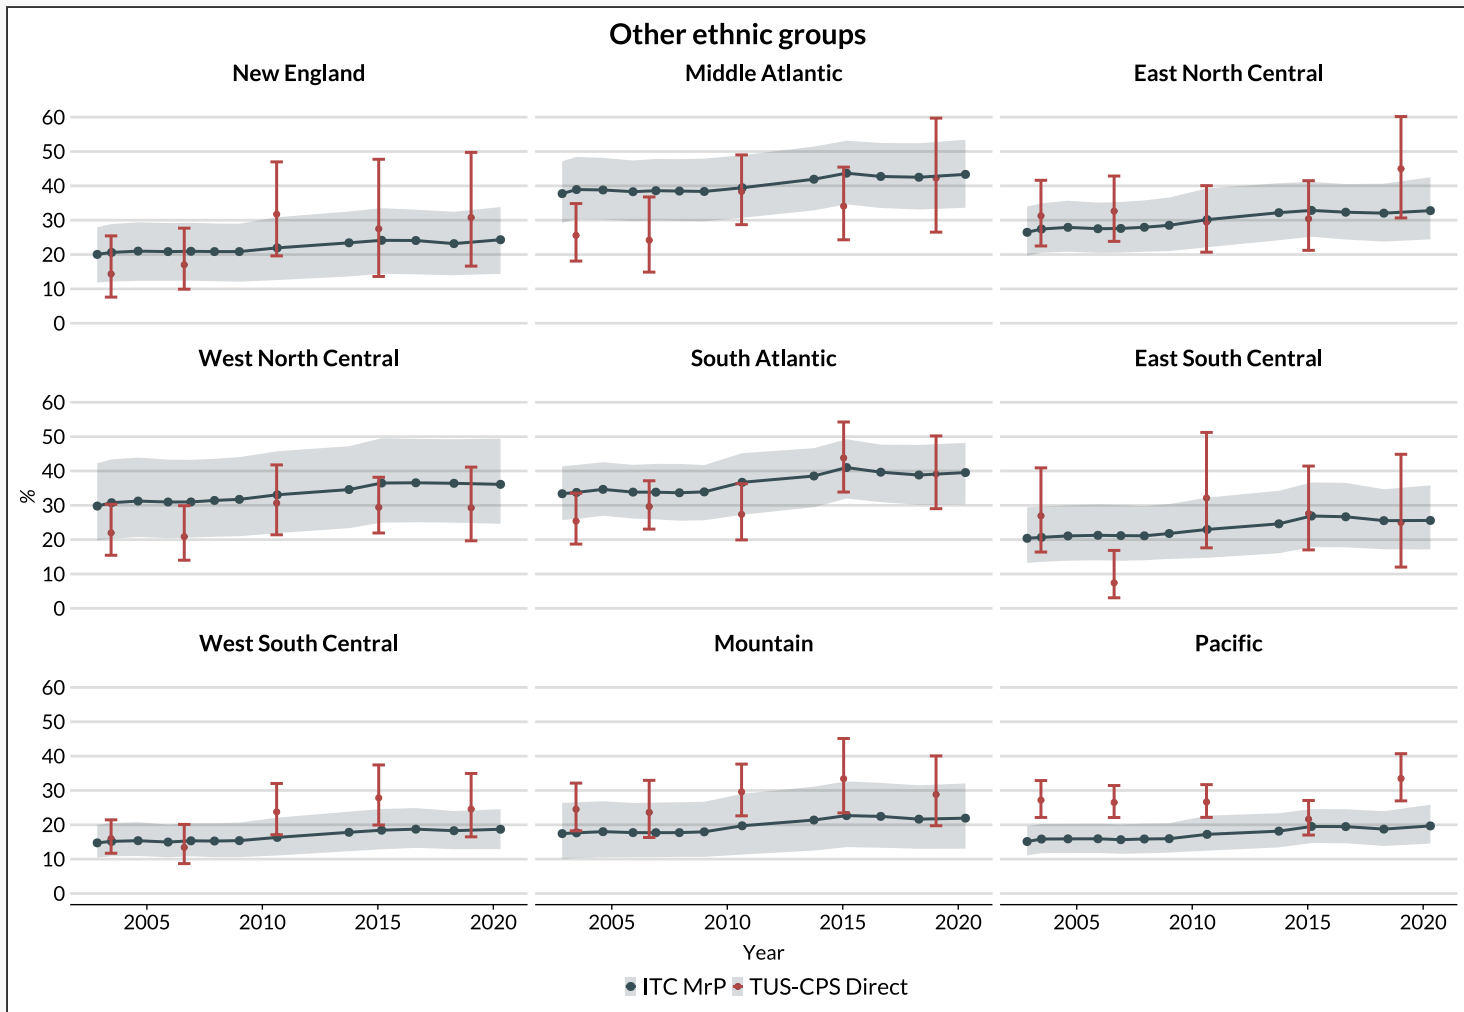 Other ethnic groups
New England
Middle Atlantic
East North Central
60
50
40
30
20
10
0
West North Central
South Atlantic
East South Central
%
60
50
40
30
20
10
0
West South Central
Mountain
Pacific
60
50
40
30
20
10
0
2005 2010 2015 2020
2005 2010 2015 2020
2005 2010 2015 2020
Year
ITC MrP TUS-CPS Direct